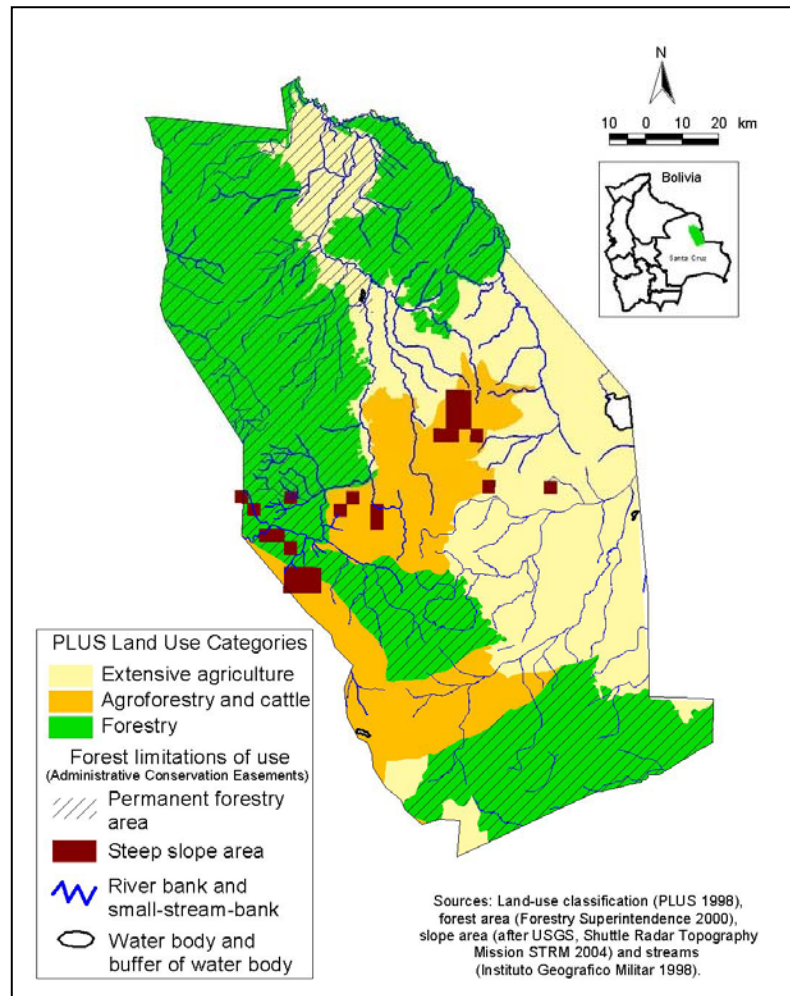 N
10 0 10 20 km
Bolivia
Santa Cruz
PLUS Land Use Categories
Extensive agriculture
Agroforestry and cattle
Forestry
Forest limitations of use
(Administrative Conservation Easements)
Permanent forestry
area
Steep slope area
River bank and
small-stream-bank
Water body and
buffer of water body
Sources: Land-use classification (PLUS 1998),
forest area (Forestry Superintendence 2000),
slope area (after USGS, Shuttle Radar Topography
Mission STRM 2004) and streams
(Instituto Geografico Militar 1998).